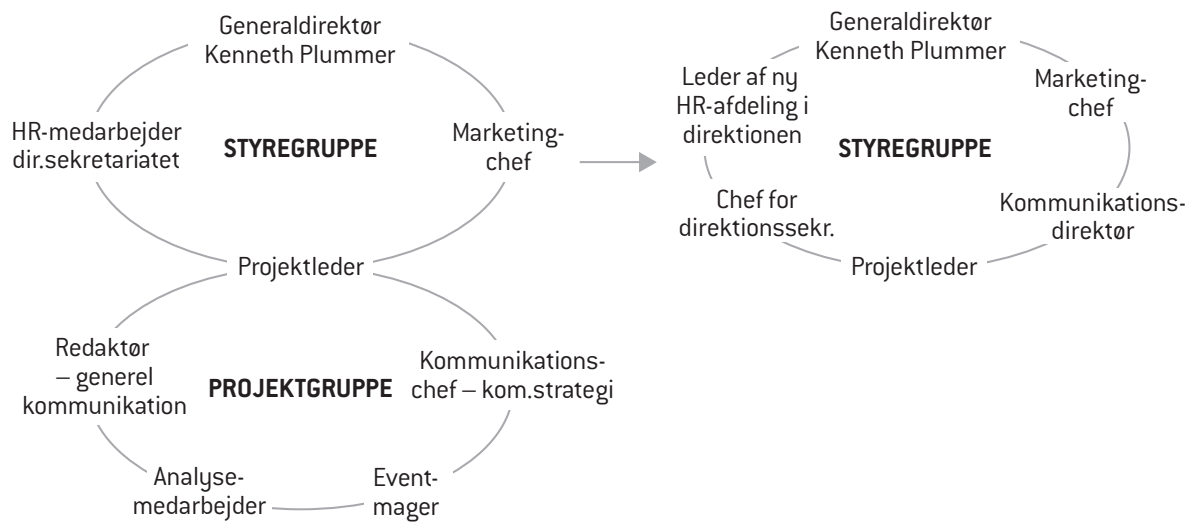 Generaldirektør
Kenneth Plummer
HR-medarbejder
dir.sekretariatet
STYREGRUPPE
Marketing-
chef
Projektleder
Redaktør
– generel
kommunikation
PROJEKTGRUPPE
Kommunikations-
chef – kom.strategi
Analyse-
medarbejder
Event-
mager
Generaldirektør
Kenneth Plummer
Leder af ny
HR-afdeling i
direktionen
Marketing-
chef
STYREGRUPPE
Chef for
direktionssekr.
Kommunikations-
direktør
Projektleder